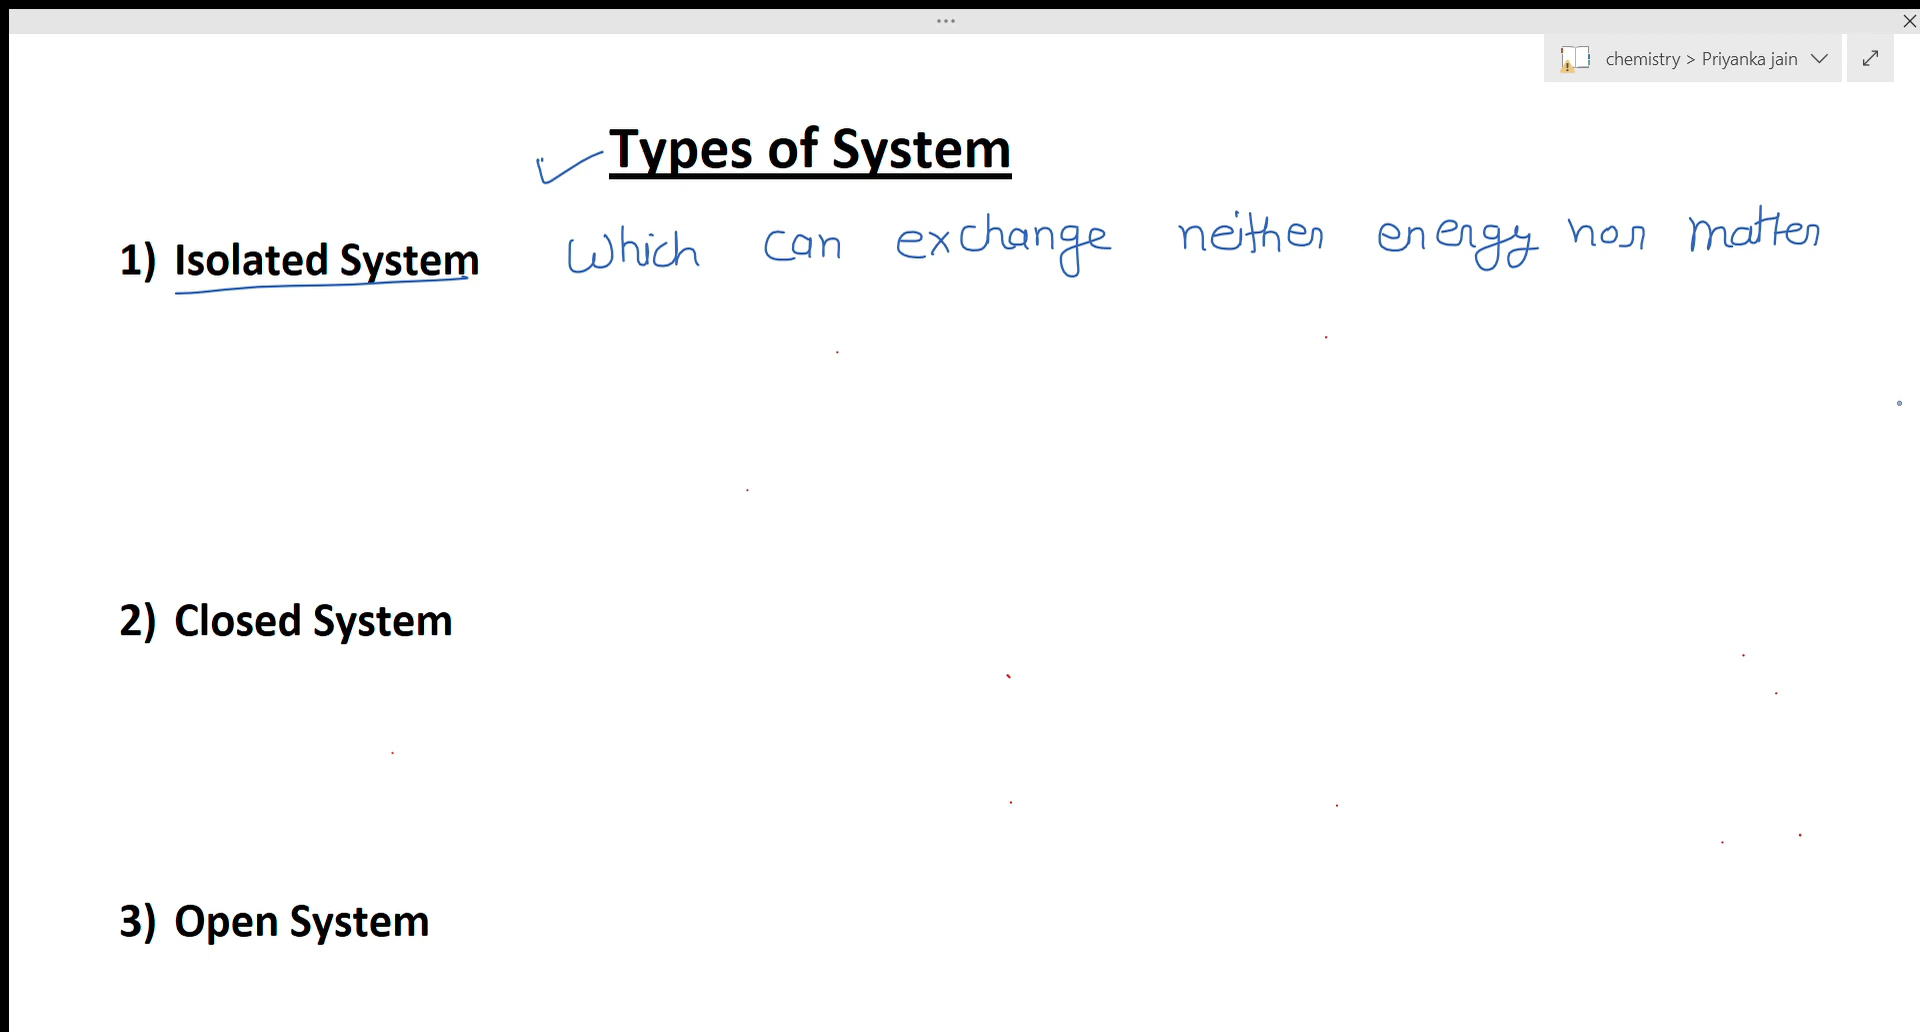 chemistry > Priyanka jain
Types of System
1) Isolated System which can exchange neither energy nor matter
2) Closed System
3) Open System